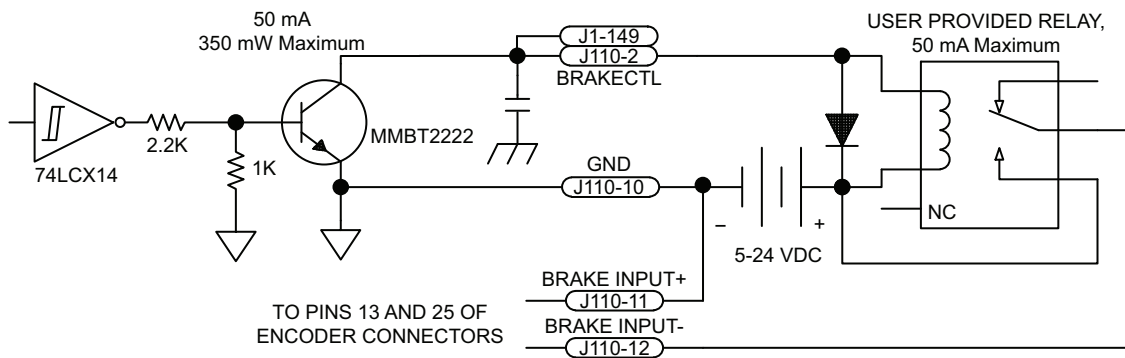 50 mA
350 mW Maximum
J1-149
J110-2
BRAKECTL
USER PROVIDED RELAY,
50 mA Maximum
74LCX14
2.2K
1K
MMBT2222
GND
J110-10
–
+
5-24 VDC
NC
TO PINS 13 AND 25 OF
ENCODER CONNECTORS
BRAKE INPUT+
J110-11
BRAKE INPUT-
J110-12